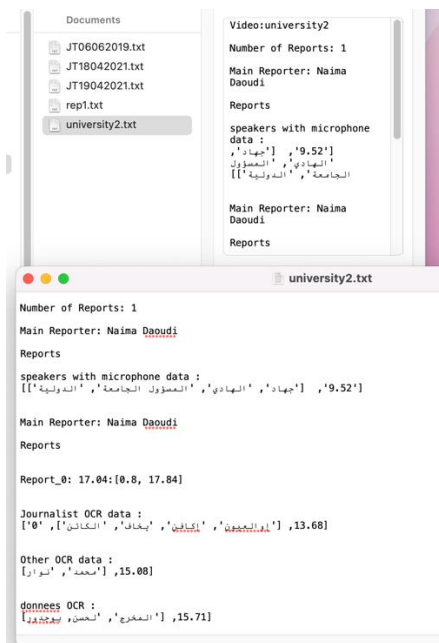 Documents
JT06062019.txt
JT18042021.txt
JT19042021.txt
rep1.txt
university2.txt
Video:university2
Number of Reports: 1
Main Reporter: Naima
Daoudi
Reports
speakers with microphone
data :
['9.52',  ['جهاد',
'الهادي', 'المسؤول
الجامعة', 'الدولية']]
Main Reporter: Naima
Daoudi
Reports
university2.txt
Number of Reports: 1
Main Reporter: Naima Daoudi
Reports
speakers with microphone data :
['9.52',  ['جهاد', 'الهادي', 'المسؤول الجامعة', 'الدولية']]
Main Reporter: Naima Daoudi
Reports
Report_0: 17.04:[0.8, 17.84]
Journalist OCR data :
['0', ['اوالعيون', 'اكافن', 'يخاف', 'الكائن'], 13.68]
Other OCR data :
['محمد', 'نوار'], 15.08]
donnees OCR :
['المخرج', 'لحسن, بوجدور], 15.71]